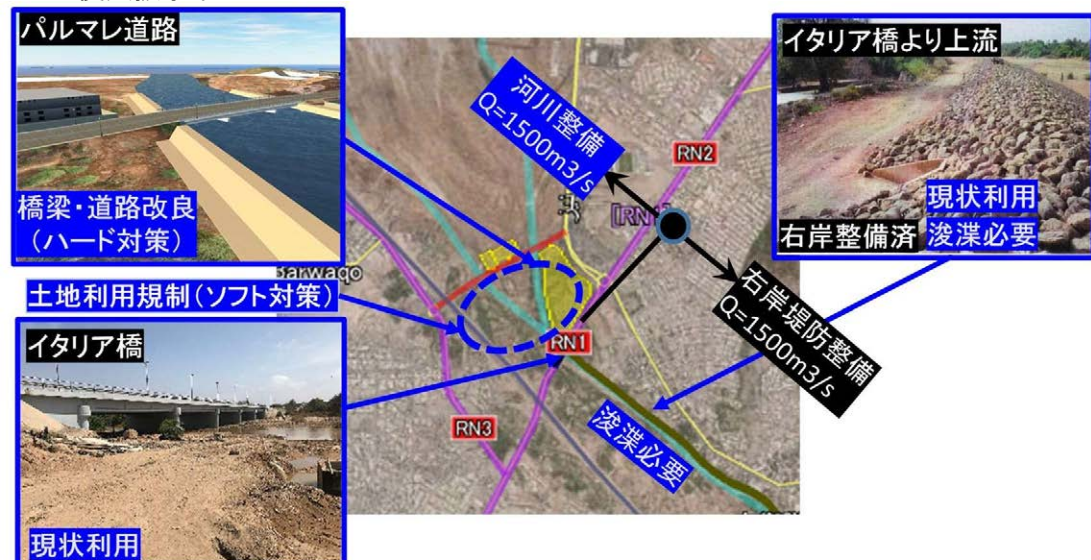 パルマレ道路
橋梁・道路改良
(ハード対策)
土地利用規制(ソフト対策)
イタリア橋
現状利用
河川整備
Q=1500m3/s
RN2
[RN1]
Barwaqo
RN1
RN3
浚渫必要
右岸堤防整備
Q=1500m3/s
イタリア橋より上流
現状利用
右岸整備済
浚渫必要